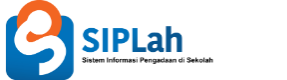 SIPLah
Sistem Informasi Pengadaan di Sekolah